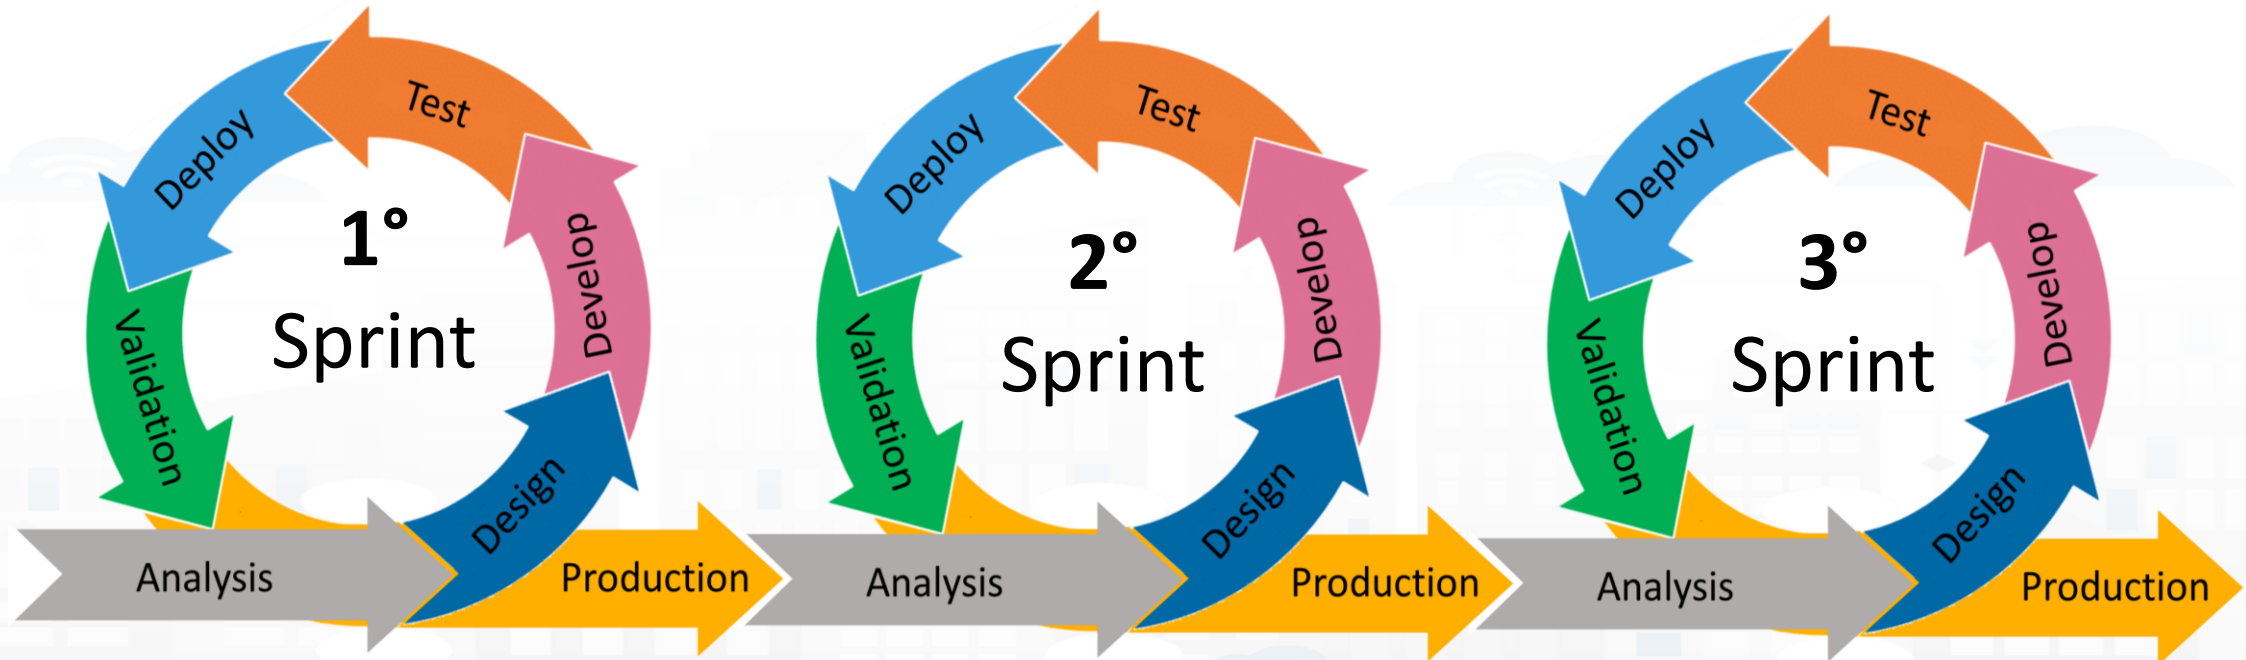 Test
Deploy
1°
Sprint
Develop
Validation
Design
Analysis
Production
Test
Deploy
2°
Sprint
Develop
Validation
Design
Analysis
Production
Test
Deploy
3°
Sprint
Develop
Validation
Design
Analysis
Production